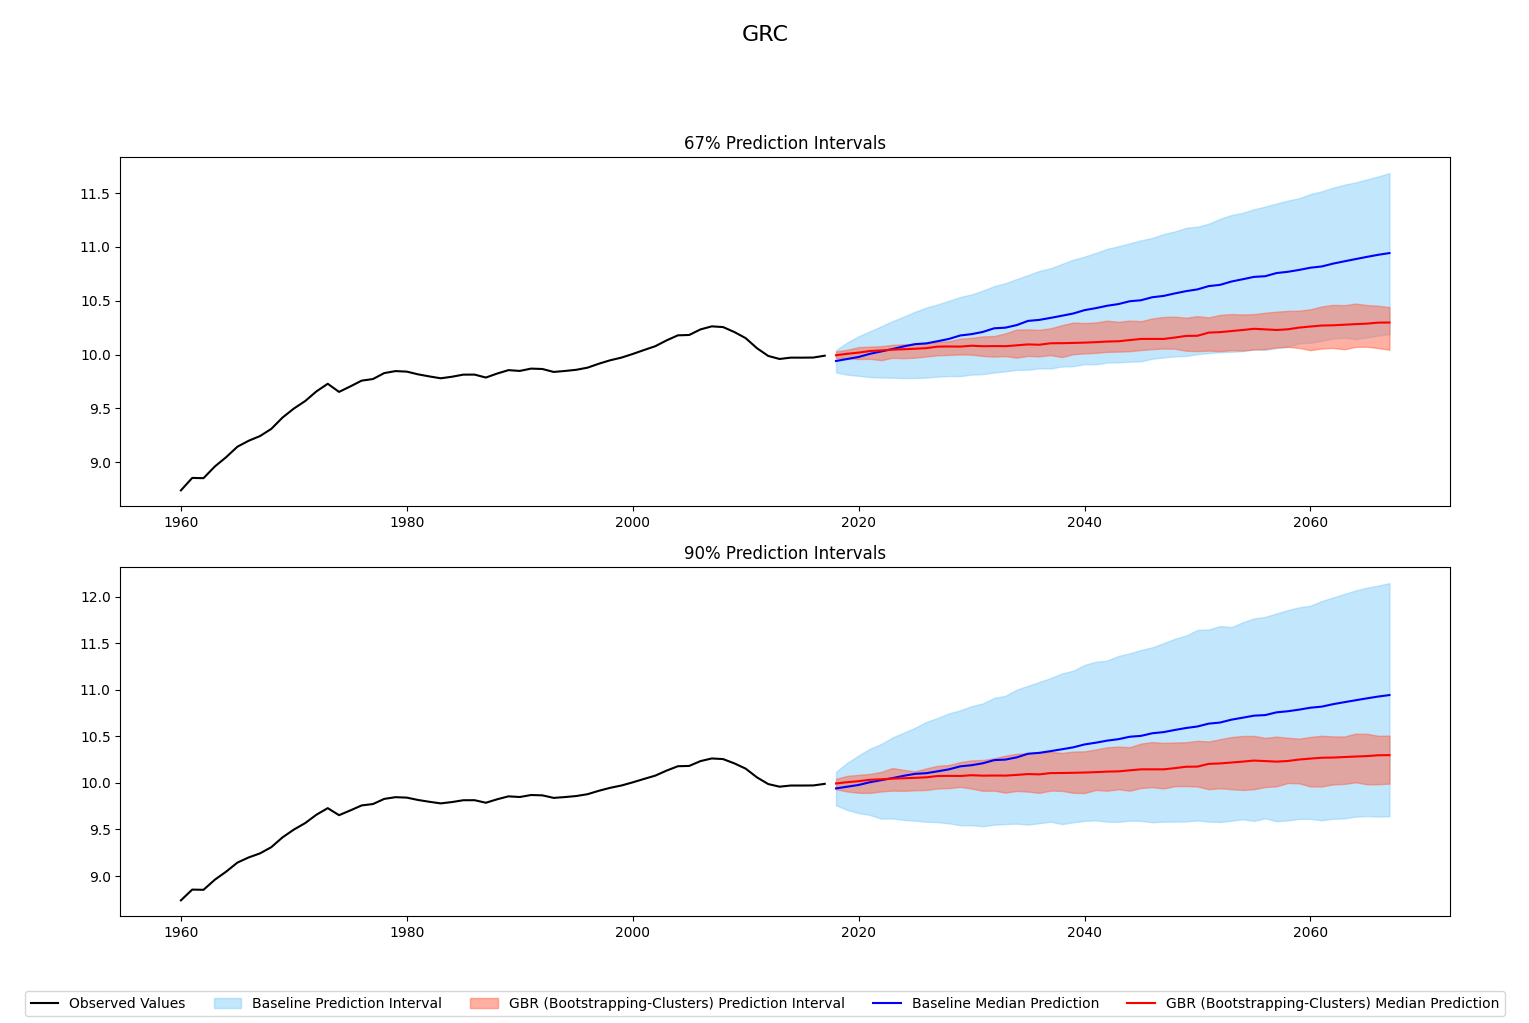 GRC
67% Prediction Intervals
11.5
11.0
10.5
10.0
9.5
9.0
1960 1980 2000 2020 2040 2060
90% Prediction Intervals
12.0
11.5
11.0
10.5
10.0
9.5
9.0
1960 1980 2000 2020 2040 2060
Observed Values Baseline Prediction Interval GBR (Bootstrapping-Clusters) Prediction Interval Baseline Median Prediction GBR (Bootstrapping-Clusters) Median Prediction